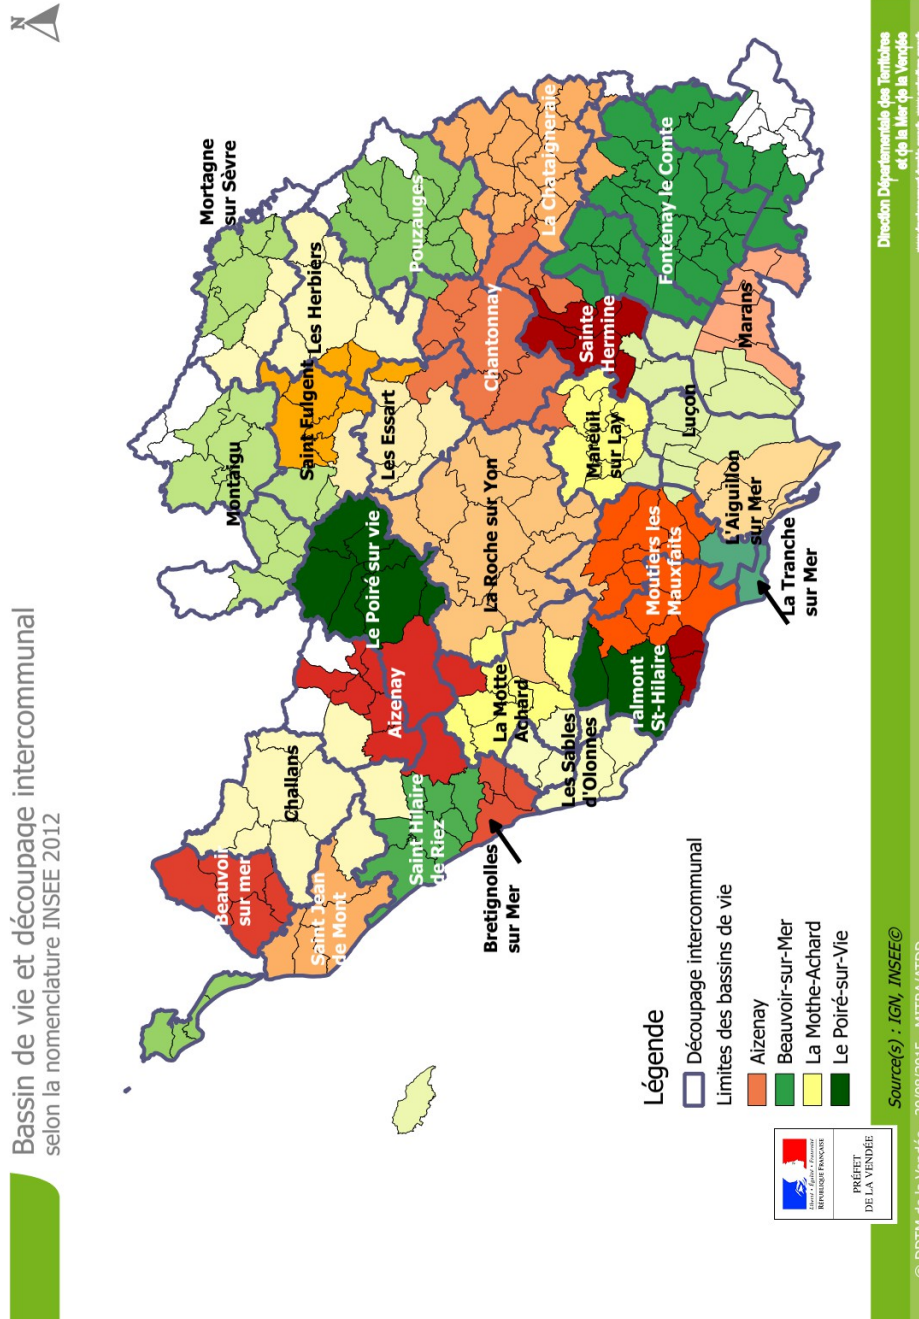 Bassin de vie et découpage intercommunal
selon la nomenclature INSEE 2012
N
Mortagne
sur Sèvre
Montaigu
Les Herbiers
Saint Fulgent
Pouzauges
Les Essart
Le Poiré sur vie
Challans
Beauvoir
sur mer
Saint Jean
de Mont
Aizenay
Saint Hilaire
de Riez
Bretignolles
sur Mer
La Motte
Achard
La Roche sur Yon
Chantonnay
La Chataigneraie
Les Sables
d'Olonnes
Talmont
St-Hilaire
Moutiers les
Mauxfaits
Mareuil
sur Lay
Sainte
Hermine
Fontenay le Comte
Luçon
Marans
L'Aiguillon
sur Mer
La Tranche
sur Mer
Légende
Découpage intercommunal
Limites des bassins de vie
Aizenay
Beauvoir-sur-Mer
La Mothe-Achard
Le Poiré-sur-Vie
Liberté • Égalité • Fraternité
RÉPUBLIQUE FRANÇAISE
PRÉFET
DE LA VENDÉE
Source(s) : IGN, INSEE©
Direction Départementale des Territoires
et de la Mer de la Vendée